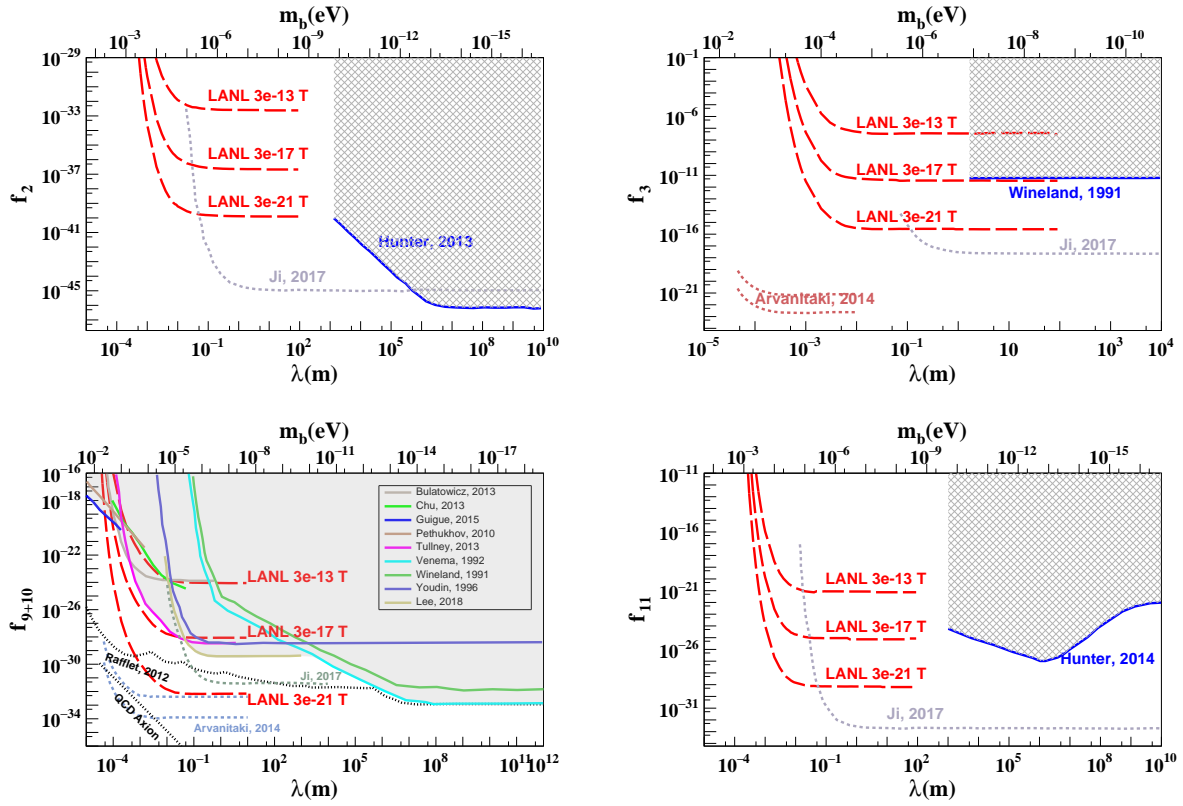 m_b(eV)
10^-3 10^-6 10^-9 10^-12 10^-15
10^-29
10^-33
10^-37
10^-41
10^-45
f_2
LANL 3e-13 T
LANL 3e-17 T
LANL 3e-21 T
Hunter, 2013
Ji, 2017
10^-4 10^-1 10^2 10^5 10^8 10^10
λ(m)
m_b(eV)
10^-2 10^-4 10^-6 10^-8 10^-10
10^-1
10^-6
10^-11
10^-16
10^-21
f_3
LANL 3e-13 T
LANL 3e-17 T
Wineland, 1991
LANL 3e-21 T
Ji, 2017
Arvanitaki, 2014
10^-5 10^-3 10^-1 10 10^3 10^4
λ(m)
m_b(eV)
10^-2 10^-5 10^-8 10^-11 10^-14 10^-17
10^-16
10^-18
10^-22
10^-26
10^-30
10^-34
f_9+10
Bulatowicz, 2013
Chu, 2013
Guigue, 2015
Pethukhov, 2010
Tullney, 2013
Venema, 1992
Wineland, 1991
Youdin, 1996
Lee, 2018
LANL 3e-13 T
LANL 3e-17 T
Rafflet, 2012
Ji, 2017
LANL 3e-21 T
QCD Axion
Arvanitaki, 2014
10^-4 10^-1 10^2 10^5 10^8 10^11 10^12
λ(m)
m_b(eV)
10^-3 10^-6 10^-9 10^-12 10^-15
10^-11
10^-16
10^-21
10^-26
10^-31
f_11
LANL 3e-13 T
LANL 3e-17 T
Hunter, 2014
LANL 3e-21 T
Ji, 2017
10^-4 10^-1 10^2 10^4 10^6 10^8 10^10
λ(m)